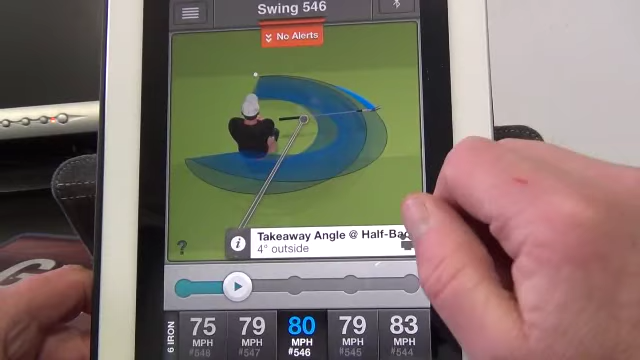 Swing 546
No Alerts
Takeaway Angle @ Half-Bac
4° outside
?
i
6 IRON
75 79 80 79 83
MPH MPH MPH MPH MPH
#548 #547 #546 #545 #544